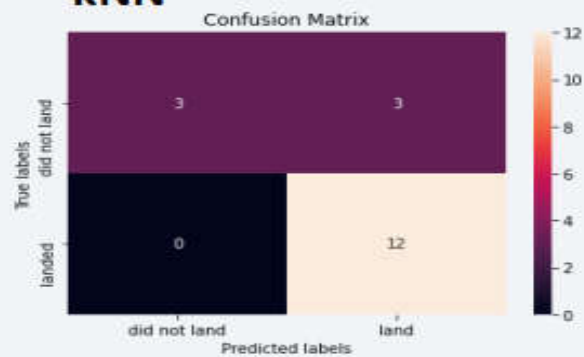 kNN
Confusion Matrix
True labels
did not land
landed
3 3
0 12
did not land land
Predicted labels
12
10
8
6
4
2
0